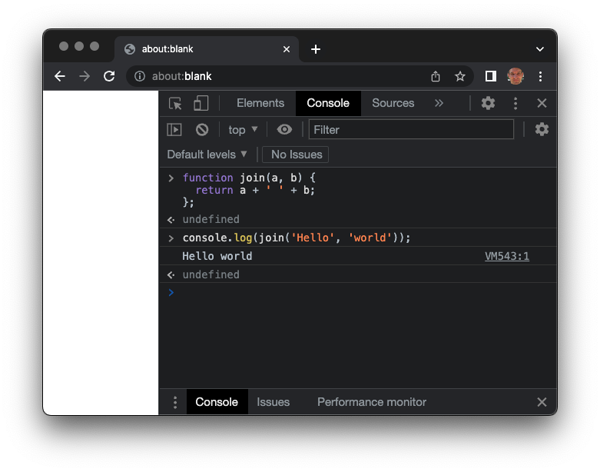 about:blank
about:blank
Elements Console Sources
top Filter
Default levels No Issues
function join(a, b) {
return a + ' ' + b;
};
undefined
console.log(join('Hello', 'world'));
Hello world VM543:1
undefined
Console Issues Performance monitor